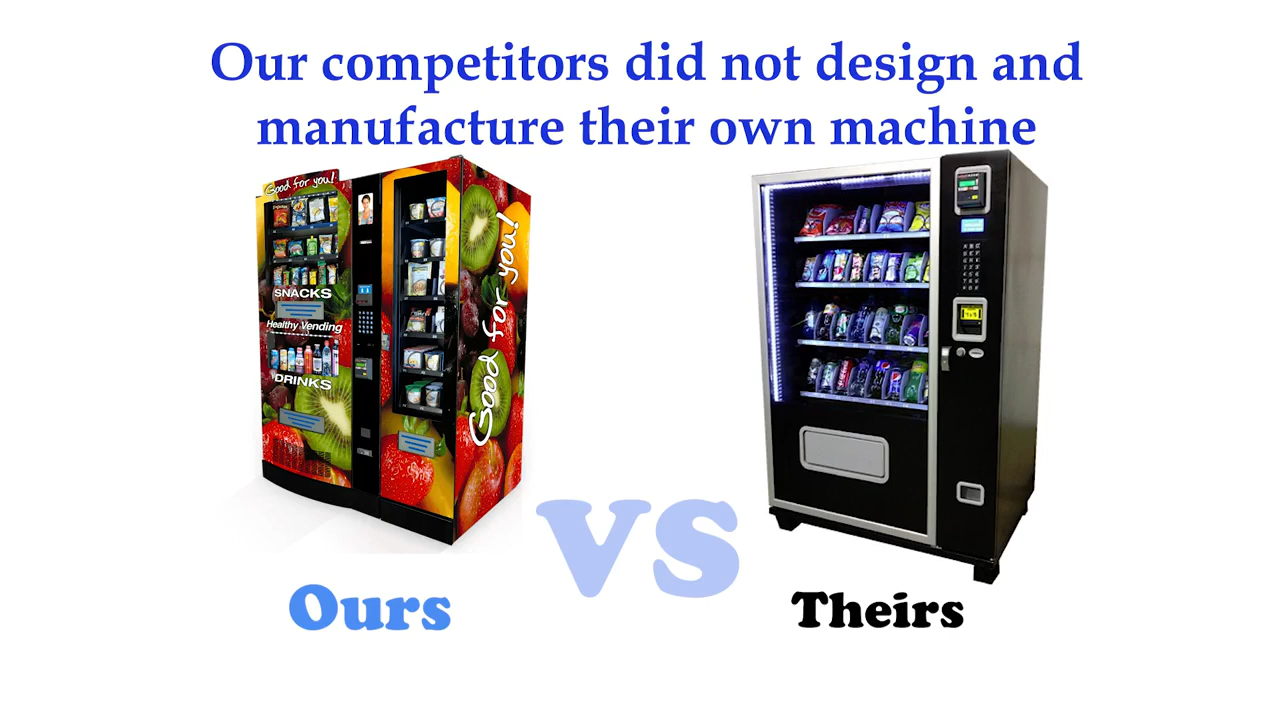 Our competitors did not design and
manufacture their own machine
Good for you!
SNACKS
Healthy Vending
DRINKS
Good for you!
vs
Ours
Theirs